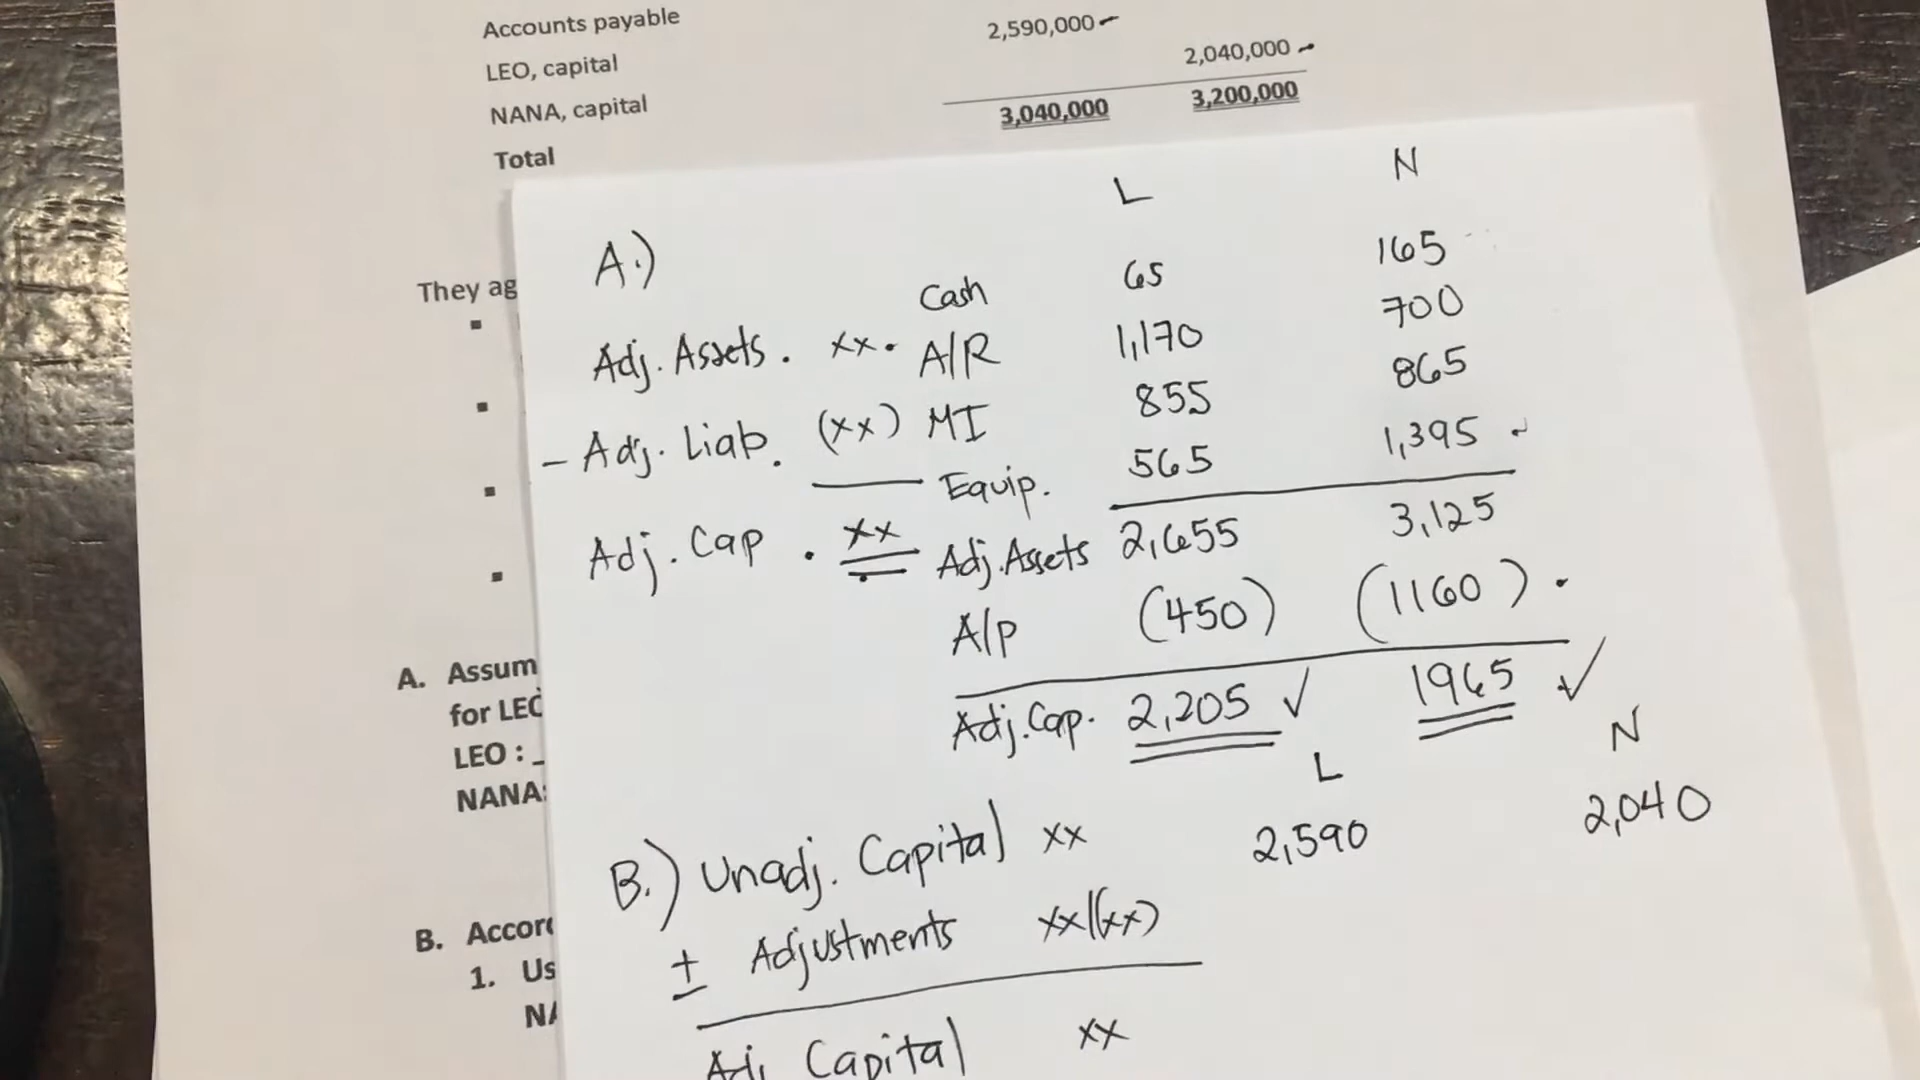 Accounts payable
LEO, capital 2,590,000
NANA, capital 2,040,000
Total 3,040,000 3,200,000
They ag
L N
A.)
Cash 65 165
Adj. Assets. xx. A/R 1,170 700
- Adj. Liab. (xx) MI 855 865
Equip. 565 1,395
Adj. Cap. xx Adj. Assets 2,655 3,125
A/P (450) (1160).
Adj. Cap. 2,205 ✓ 1965 ✓
A. Assum
for LEO
LEO : _
NANA:
L N
B.) Unadj. Capital xx 2,590 2,040
± Adjustments xx/(xx)
Adj. Capital xx
B. Accord
1. Us
NA